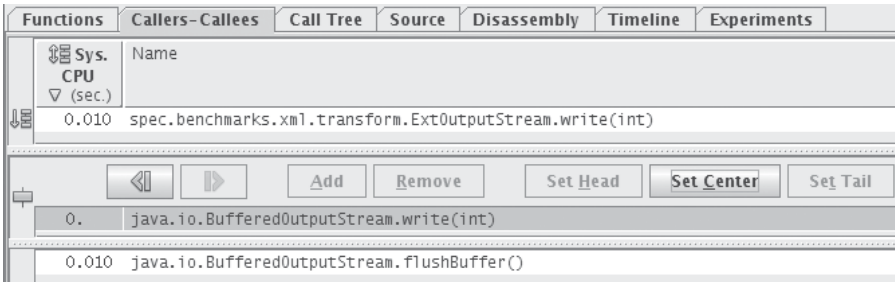 Functions Callers-Callees Call Tree Source Disassembly Timeline Experiments
Sys. Name
CPU
(sec.)
0.010 spec.benchmarks.xml.transform.ExtOutputStream.write(int)
Add Remove Set Head Set Center Set Tail
0. java.io.BufferedOutputStream.write(int)
0.010 java.io.BufferedOutputStream.flushBuffer()